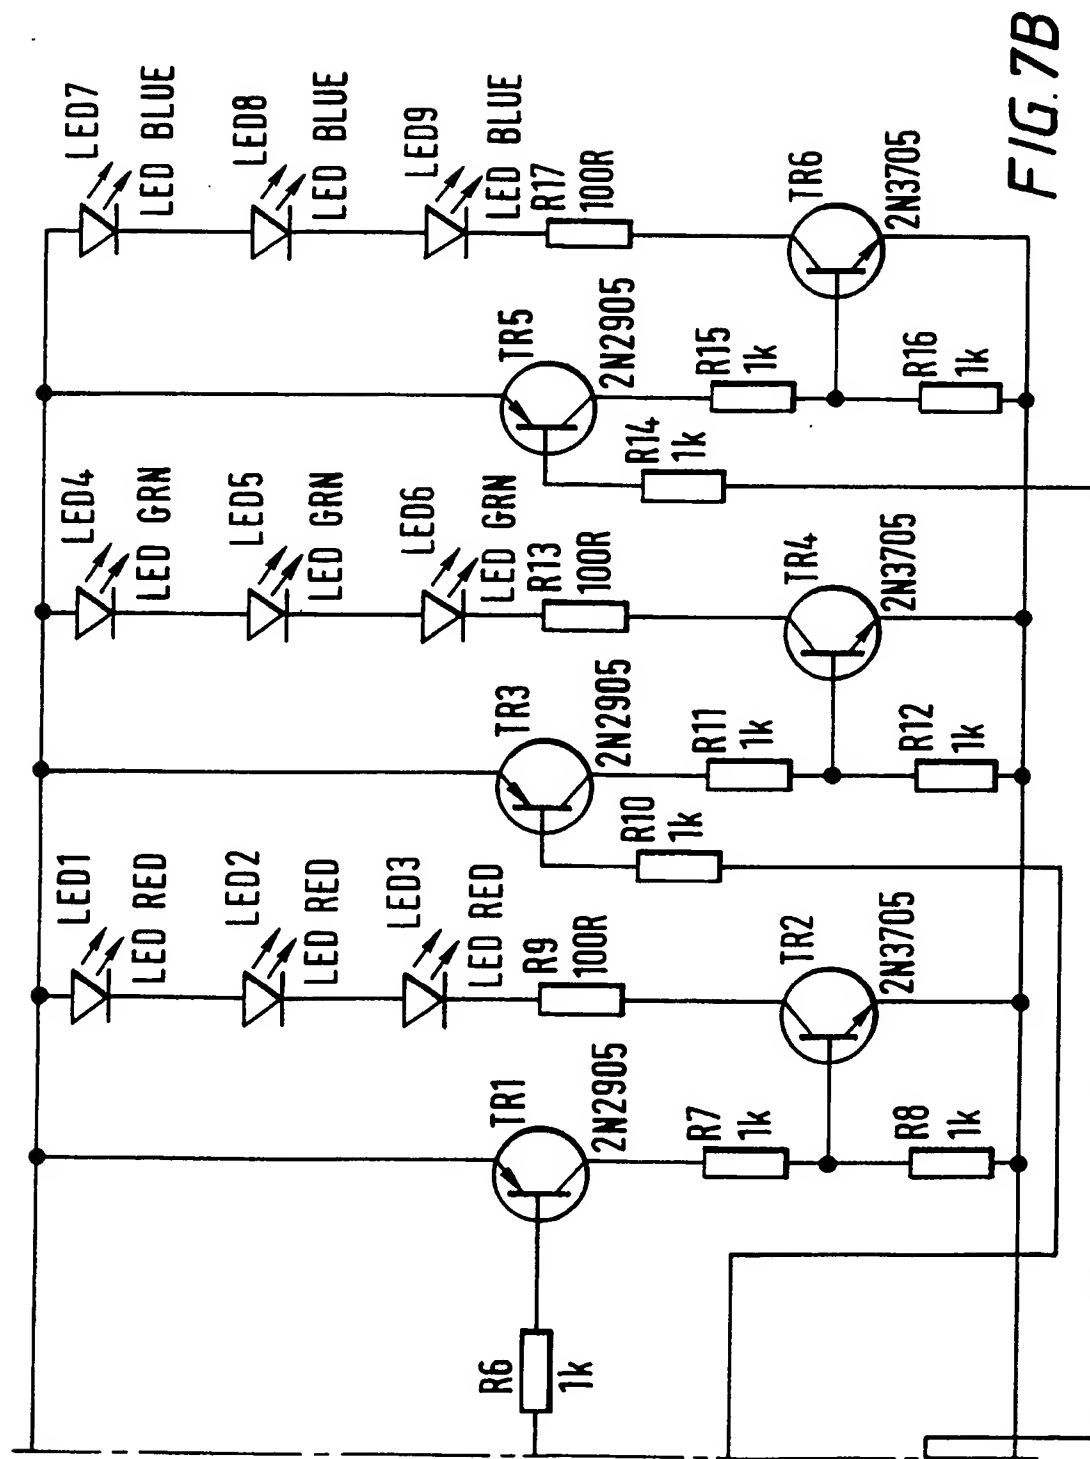 LED7
LED BLUE
LED8
LED BLUE
LED9
LED BLUE
R17
100R
TR6
2N3705
TR5
2N2905
R15
1k
R16
1k
R14
1k
LED4
LED GRN
LED5
LED GRN
LED6
LED GRN
R13
100R
TR4
2N3705
TR3
2N2905
R11
1k
R12
1k
R10
1k
LED1
LED RED
LED2
LED RED
LED3
LED RED
R9
100R
TR2
2N3705
TR1
2N2905
R7
1k
R8
1k
R6
1k
FIG. 7B